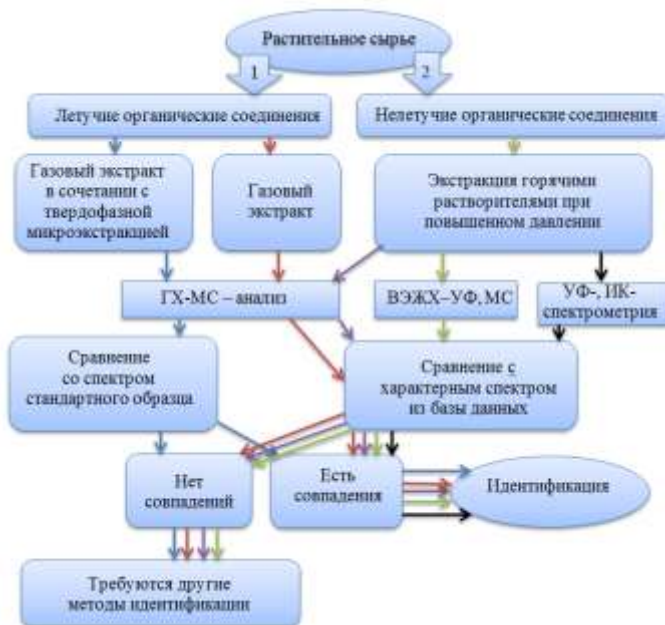 Растительное сырье
1
2
Летучие органические соединения
Нелетучие органические соединения
Газовый экстракт
в сочетании с
твердофазной
микроэкстракцией
Газовый
экстракт
Экстракция горячими
растворителями при
повышенном давлении
ГХ-МС – анализ
ВЭЖХ–УФ, МС
УФ-, ИК-
спектрометрия
Сравнение
со спектром
стандартного образца
Сравнение с
характерным спектром
из базы данных
Нет
совпадений
Есть
совпадения
Идентификация
Требуются другие
методы идентификации